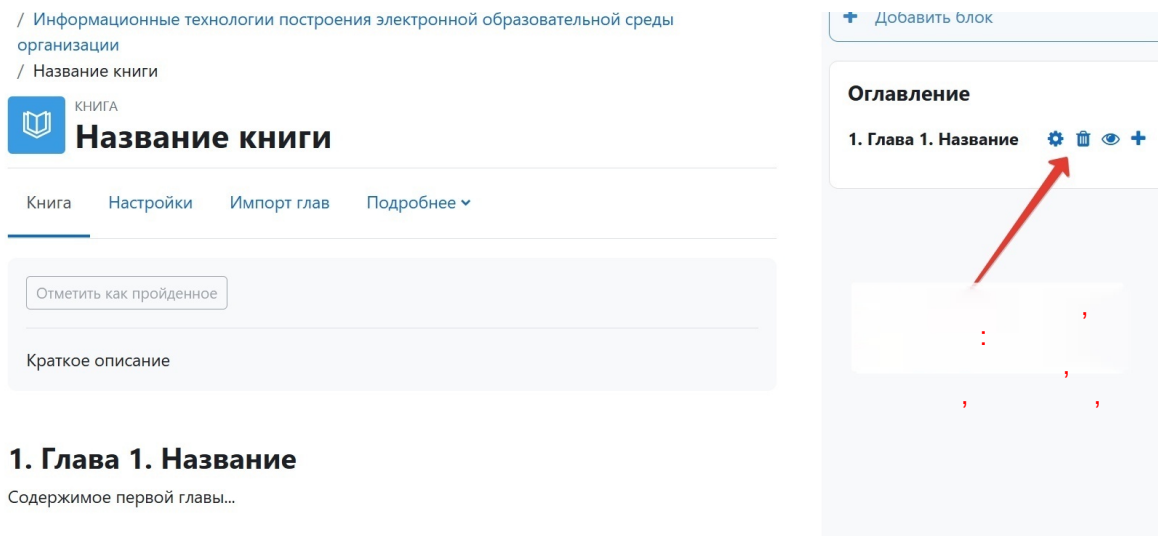 / Информационные технологии построения электронной образовательной среды
организации
/ Название книги
КНИГА
Название книги
Книга Настройки Импорт глав Подробнее
Отметить как пройденное
Краткое описание
1. Глава 1. Название
Содержимое первой главы...
Добавить блок
Оглавление
1. Глава 1. Название
,
:
,
, ,